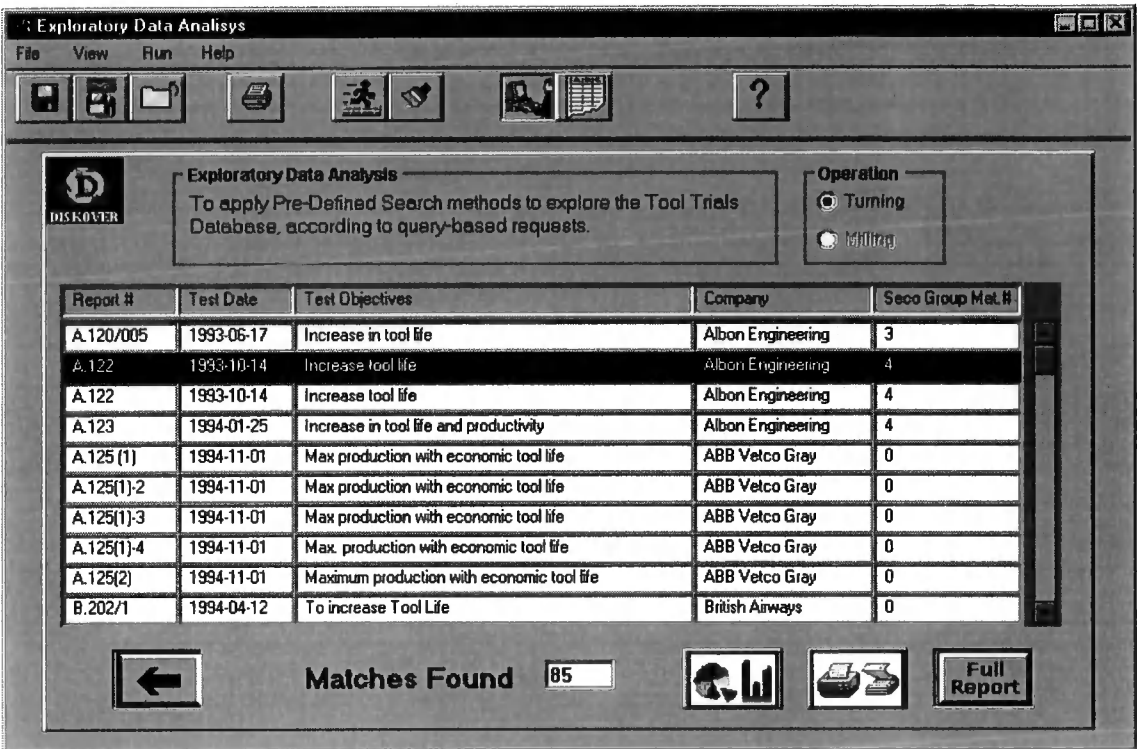 Exploratory Data Analisys
File View Run Help
?
DISKOVER
Exploratory Data Analysis
To apply Pre-Defined Search methods to explore the Tool Trials
Database, according to query-based requests.
Operation
Turning
Milling
Report # Test Date Test Objectives Company Seco Group Mat.#
A.120/005 1993-06-17 Increase in tool life Albon Engineering 3
A.122 1993-10-14 Increase tool life Albon Engineering 4
A.122 1993-10-14 Increase tool life Albon Engineering 4
A.123 1994-01-25 Increase in tool life and productivity Albon Engineering 4
A.125 (1) 1994-11-01 Max production with economic tool life ABB Vetco Gray 0
A.125(1)-2 1994-11-01 Max production with economic tool life ABB Vetco Gray 0
A.125(1)-3 1994-11-01 Max production with economic tool life ABB Vetco Gray 0
A.125(1)-4 1994-11-01 Max. production with economic tool life ABB Vetco Gray 0
A.125(2) 1994-11-01 Maximum production with economic tool life ABB Vetco Gray 0
B.202/1 1994-04-12 To increase Tool Life British Airways 0
Matches Found 85
Full
Report